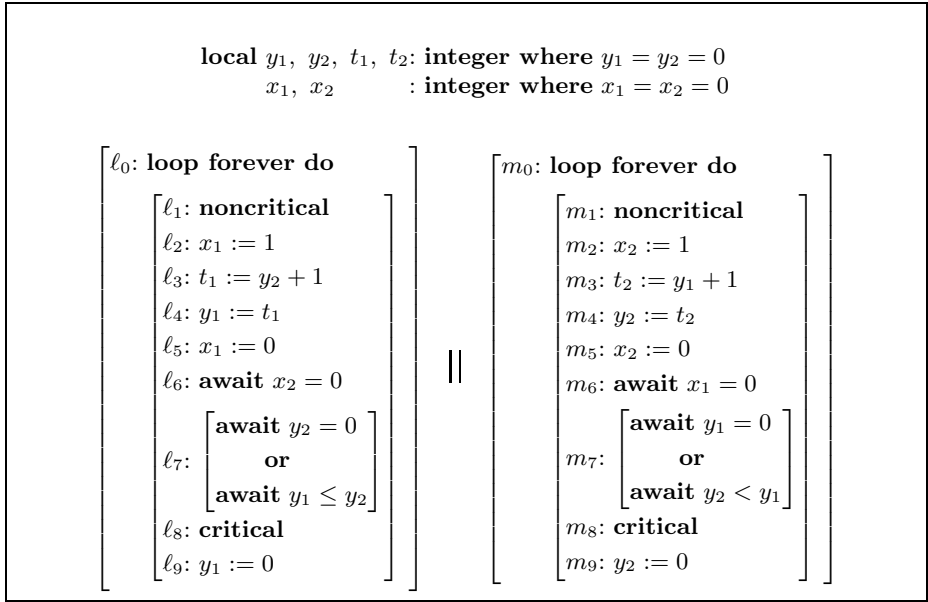 local y₁, y₂, t₁, t₂: integer where y₁ = y₂ = 0
x₁, x₂ : integer where x₁ = x₂ = 0
ℓ₀: loop forever do
ℓ₁: noncritical
ℓ₂: x₁ := 1
ℓ₃: t₁ := y₂ + 1
ℓ₄: y₁ := t₁
ℓ₅: x₁ := 0
ℓ₆: await x₂ = 0
ℓ₇:
await y₂ = 0
or
await y₁ ≤ y₂
ℓ₈: critical
ℓ₉: y₁ := 0
||
m₀: loop forever do
m₁: noncritical
m₂: x₂ := 1
m₃: t₂ := y₁ + 1
m₄: y₂ := t₂
m₅: x₂ := 0
m₆: await x₁ = 0
m₇:
await y₁ = 0
or
await y₂ < y₁
m₈: critical
m₉: y₂ := 0